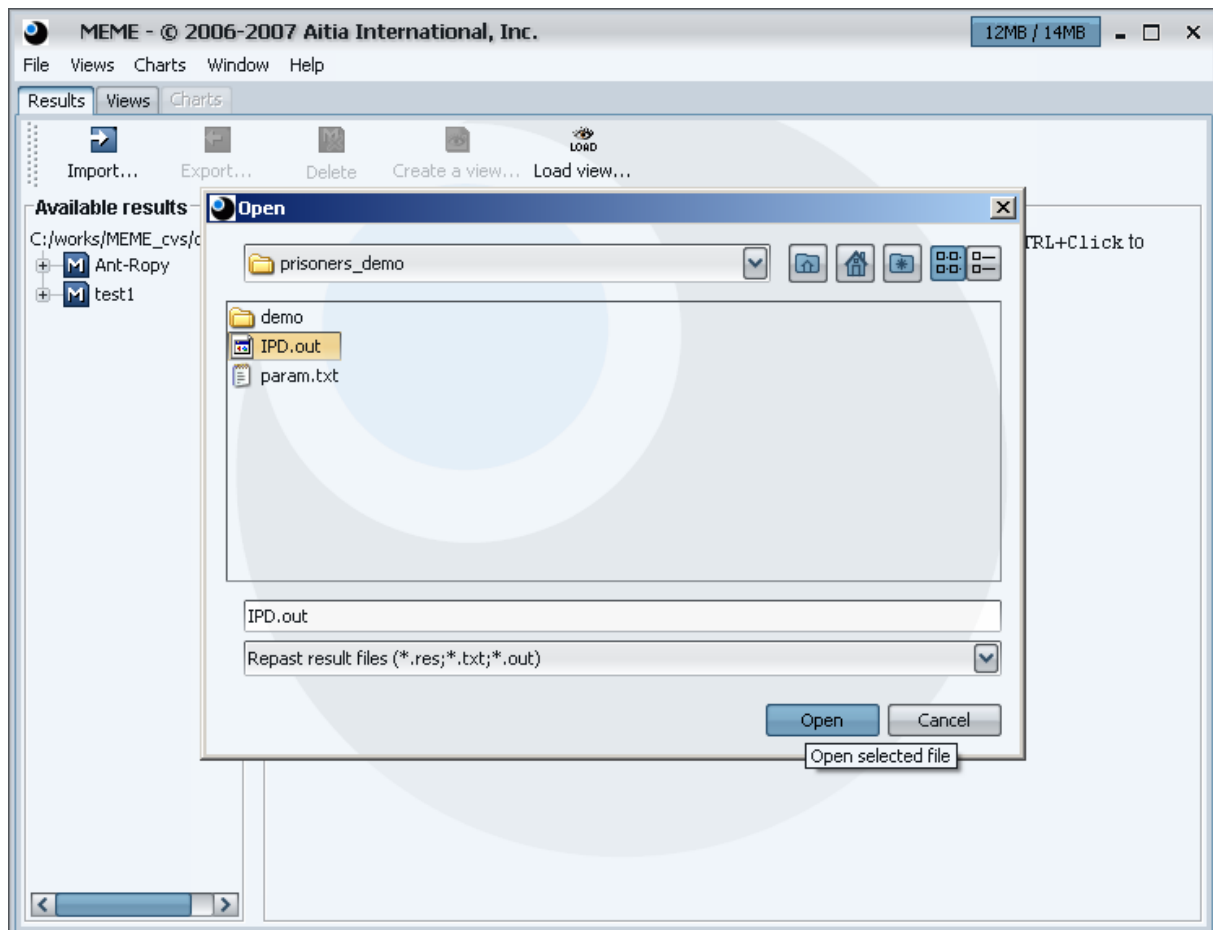 MEME - © 2006-2007 Aitia International, Inc.
12MB / 14MB
File Views Charts Window Help
Results Views Charts
LOAD
Import... Export... Delete Create a view... Load view...
Available results
C:/works/MEME_cvs/c
Ant-Ropy
test1
TRL+Click to
Open
prisoners_demo
demo
IPD.out
param.txt
IPD.out
Repast result files (*.res;*.txt;*.out)
Open Cancel
Open selected file